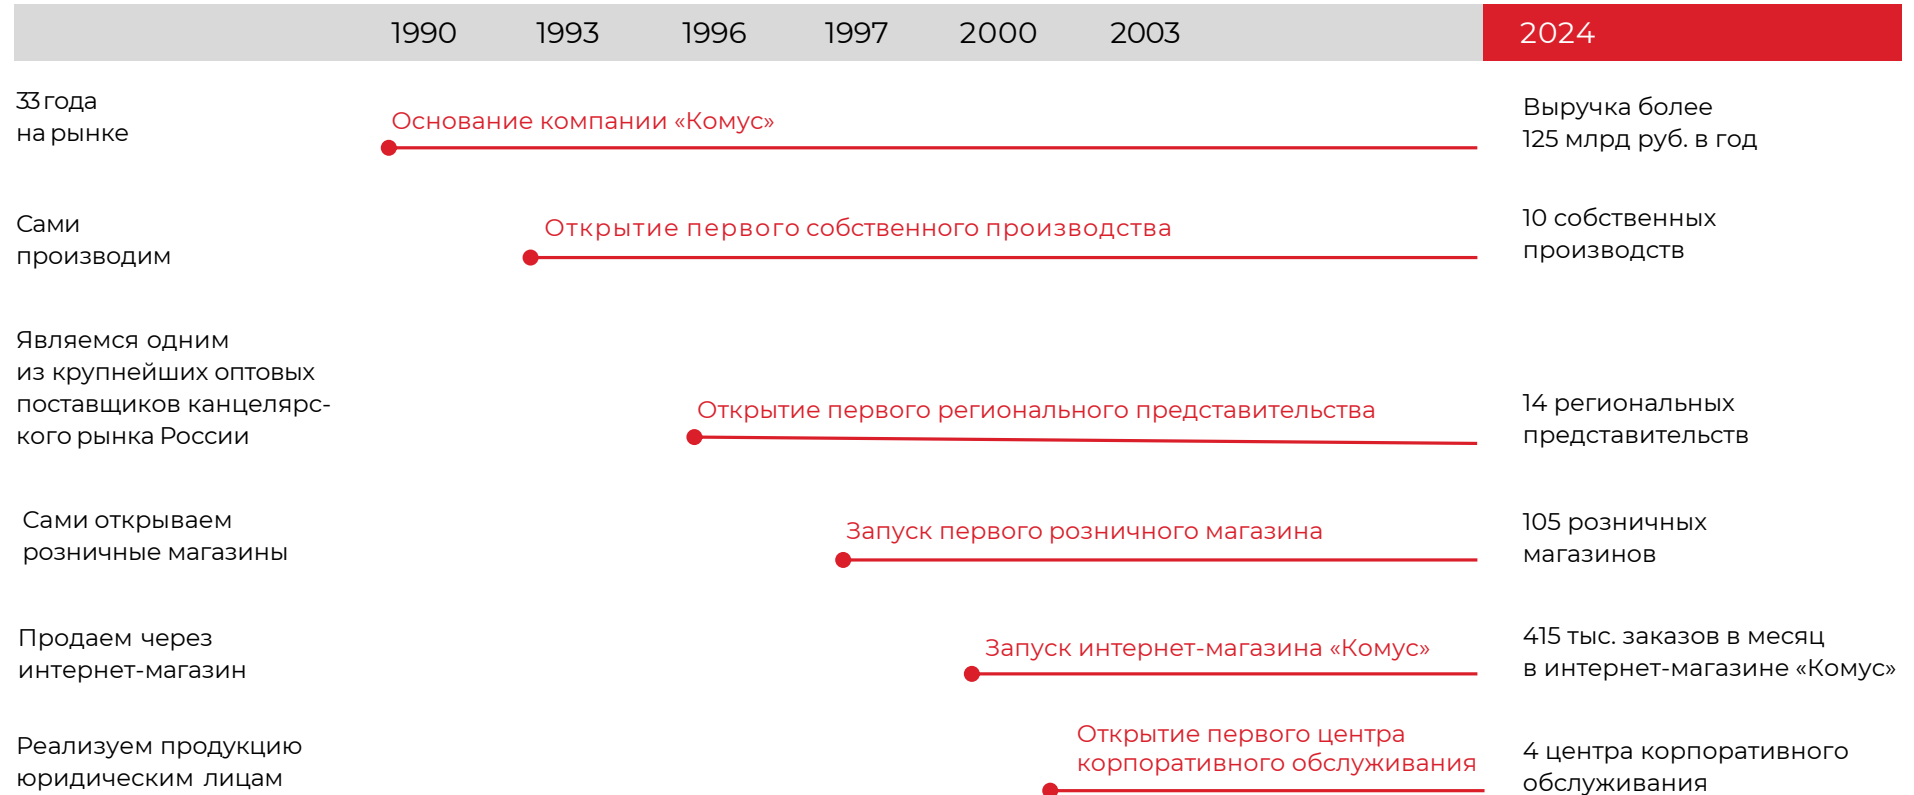 1990 1993 1996 1997 2000 2003 2024
33 года
на рынке
Основание компании «Комус»
Выручка более
125 млрд руб. в год
Сами
производим
Открытие первого собственного производства
10 собственных
производств
Являемся одним
из крупнейших оптовых
поставщиков канцелярс-
кого рынка России
Открытие первого регионального представительства
14 региональных
представительств
Сами открываем
розничные магазины
Запуск первого розничного магазина
105 розничных
магазинов
Продаем через
интернет-магазин
Запуск интернет-магазина «Комус»
415 тыс. заказов в месяц
в интернет-магазине «Комус»
Реализуем продукцию
юридическим лицам
Открытие первого центра
корпоративного обслуживания
4 центра корпоративного
обслуживания